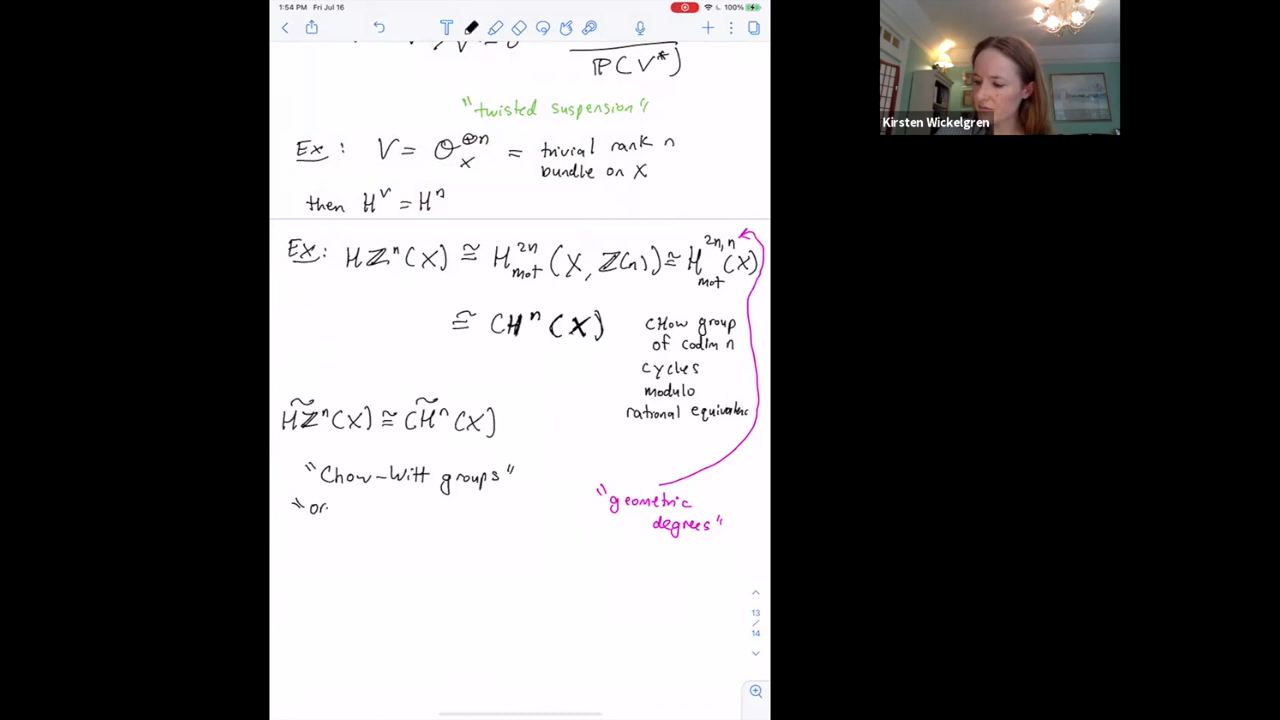 1:54 PM Fri Jul 16
100%
ℙ(V*)
"twisted suspension"
Ex: V = 𝒪_X^{⊕n} = trivial rank n
bundle on X
then H^V = H^n
Ex: Hℤ^n(X) ≅ H^{2n}_{mot}(X, ℤ(n)) ≅ H^{2n,n}_{mot}(X)
≅ CH^n(X)
CHow group
of codim n
cycles
modulo
rational equivalence
H̃ℤ^n(X) ≅ C̃H^n(X)
"Chow-Witt groups"
"or
"geometric
degrees"
13
/
14
Kirsten Wickelgren